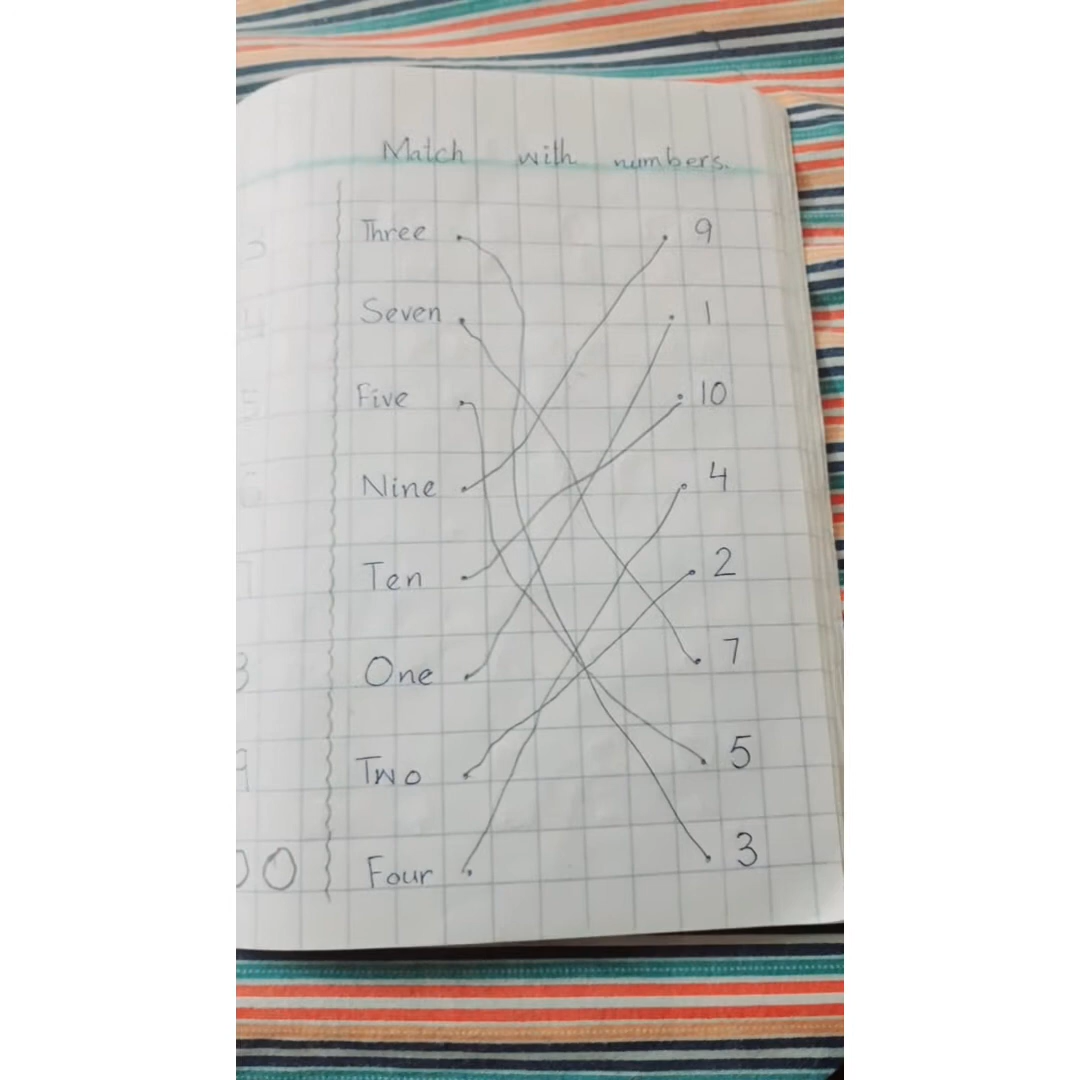 Match with numbers.
Three 9
Seven 1
Five 10
Nine 4
Ten 2
One 7
Two 5
Four 3